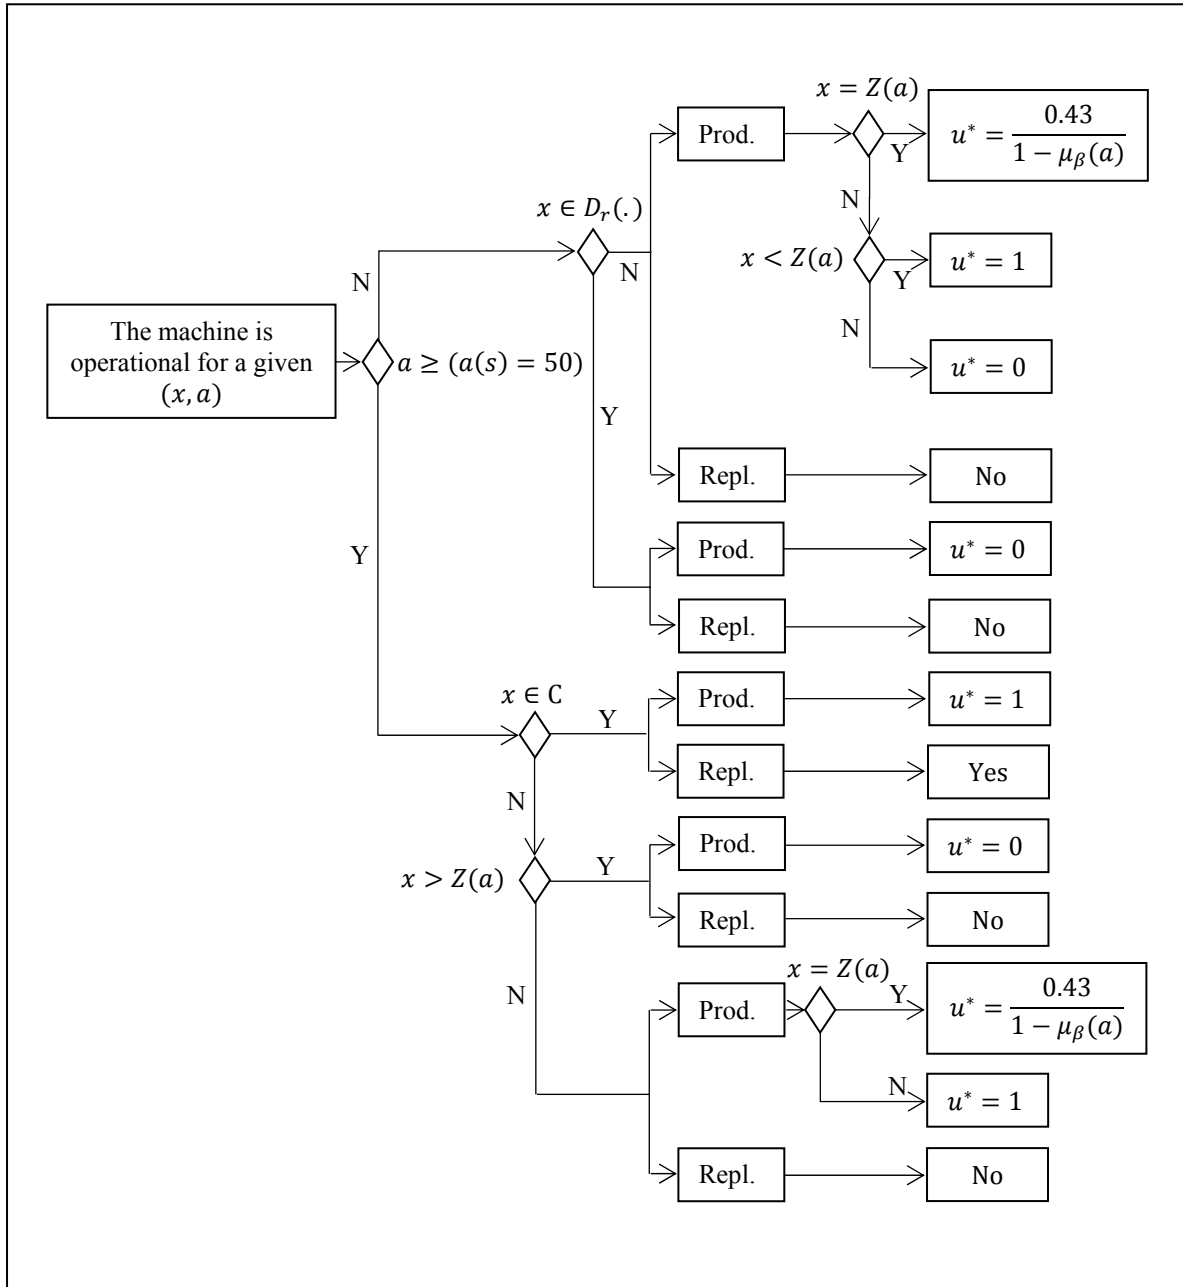 x = Z(a)
Prod.
Y
u* = 0.43 / (1 − μβ(a))
N
x ∈ Dr(.)
N
x < Z(a)
Y
u* = 1
N
N
The machine is
operational for a given
(x, a)
a ≥ (a(s) = 50)
u* = 0
Y
Repl.
No
Y
Prod.
u* = 0
Repl.
No
x ∈ C
Y
Prod.
u* = 1
Repl.
Yes
N
x > Z(a)
Y
Prod.
u* = 0
Repl.
No
N
x = Z(a)
Prod.
Y
u* = 0.43 / (1 − μβ(a))
N
u* = 1
Repl.
No